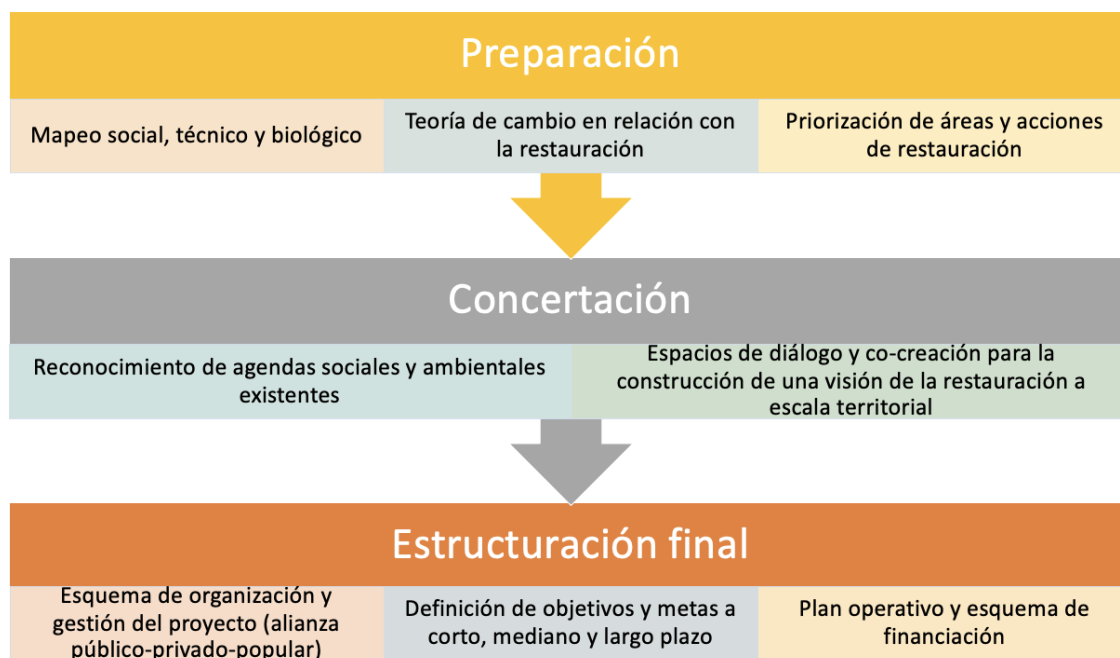 Preparación
Mapeo social, técnico y biológico
Teoría de cambio en relación con
la restauración
Priorización de áreas y acciones
de restauración
Concertación
Reconocimiento de agendas sociales y ambientales
existentes
Espacios de diálogo y co-creación para la
construcción de una visión de la restauración a
escala territorial
Estructuración final
Esquema de organización y
gestión del proyecto (alianza
público-privado-popular)
Definición de objetivos y metas a
corto, mediano y largo plazo
Plan operativo y esquema de
financiación